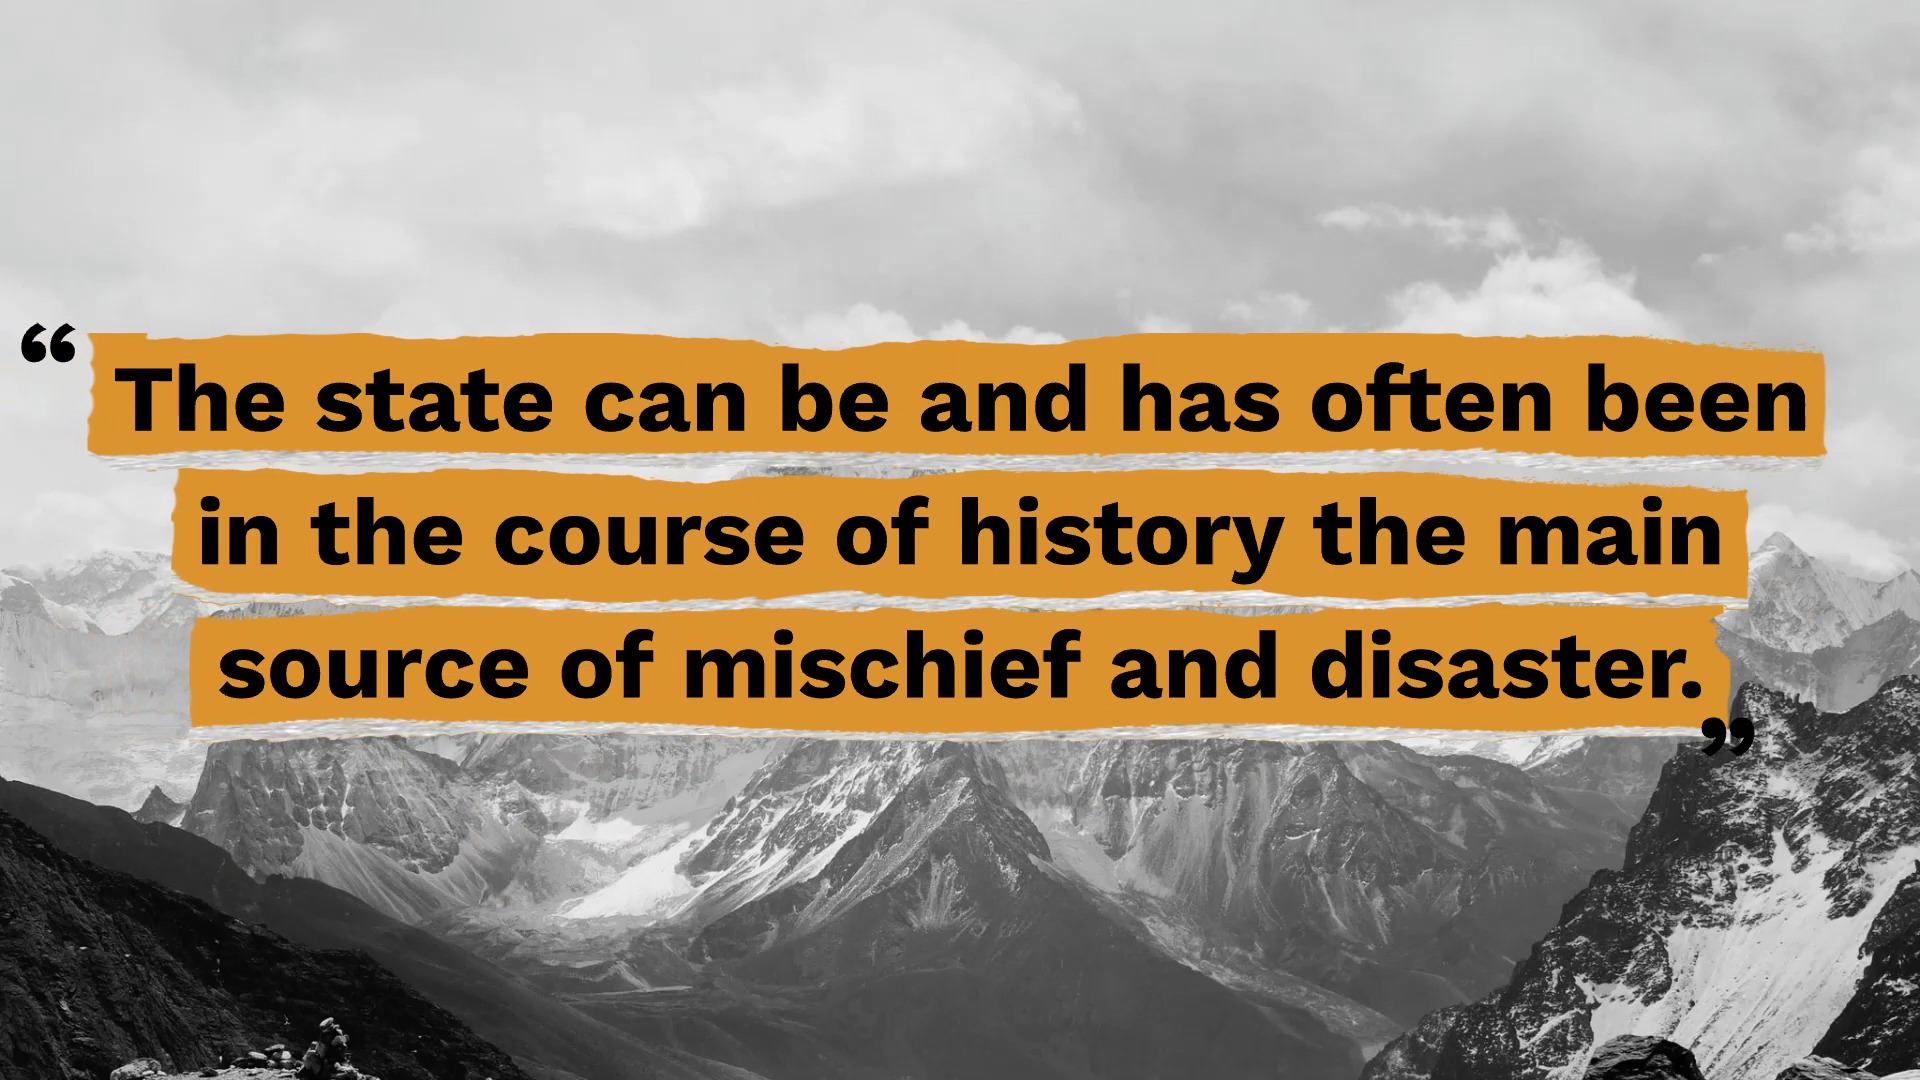 “The state can be and has often been
in the course of history the main
source of mischief and disaster.”